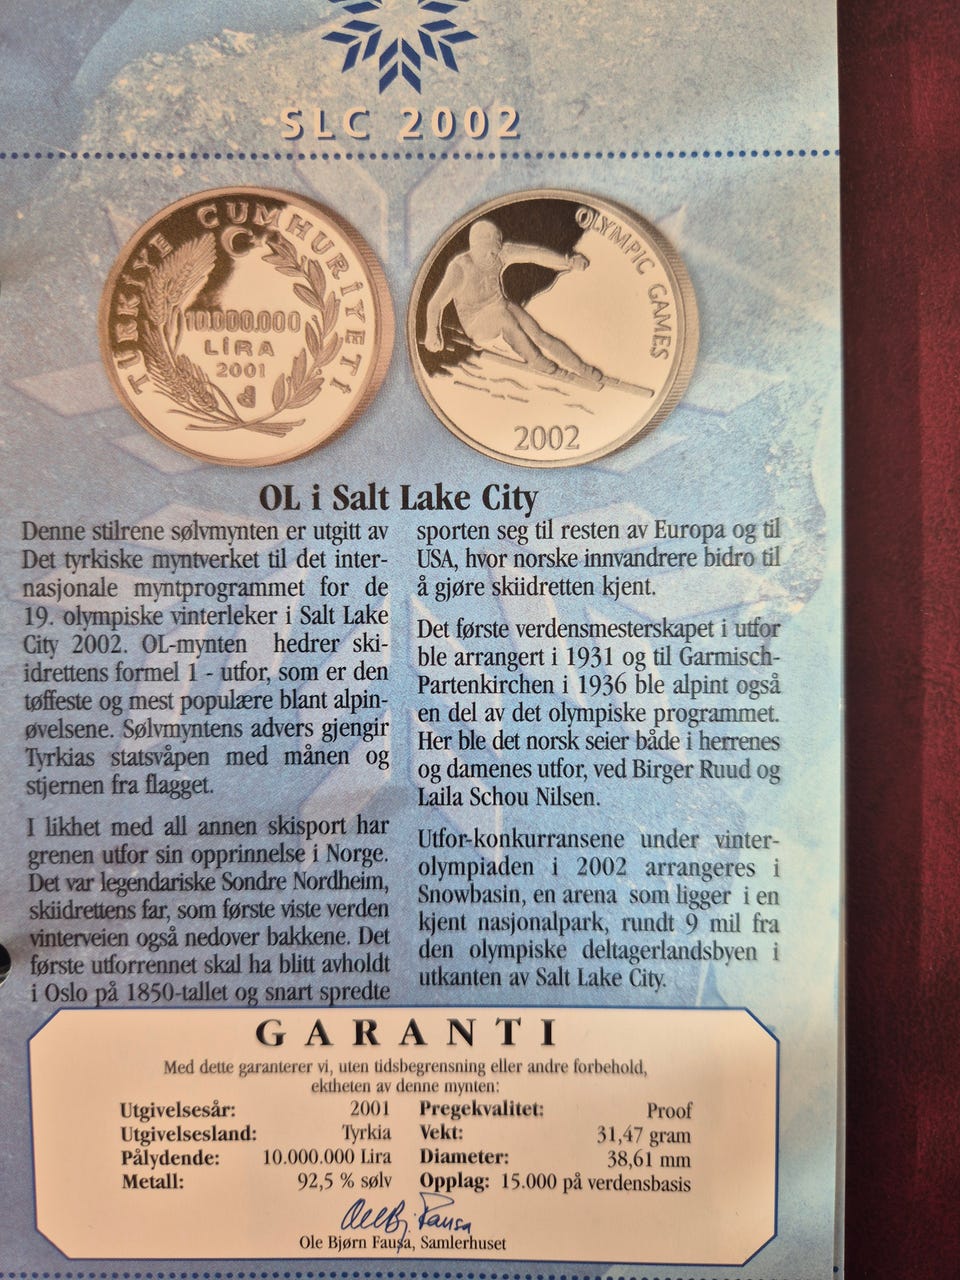 SLC 2002
TÜRKİYE CUMHURİYETİ
10.000.000
LİRA
2001
OLYMPIC GAMES
2002
OL i Salt Lake City
Denne stilrene sølvmynten er utgitt av
Det tyrkiske myntverket til det inter-
nasjonale myntprogrammet for de
19. olympiske vinterleker i Salt Lake
City 2002. OL-mynten hedrer ski-
idrettens formel 1 - utfor, som er den
tøffeste og mest populære blant alpin-
øvelsene. Sølvmyntens advers gjengir
Tyrkias statsvåpen med månen og
stjernen fra flagget.
I likhet med all annen skisport har
grenen utfor sin opprinnelse i Norge.
Det var legendariske Sondre Nordheim,
skiidrettens far, som første viste verden
vinterveien også nedover bakkene. Det
første utforrennet skal ha blitt avholdt
i Oslo på 1850-tallet og snart spredte
sporten seg til resten av Europa og til
USA, hvor norske innvandrere bidro til
å gjøre skiidretten kjent.
Det første verdensmesterskapet i utfor
ble arrangert i 1931 og til Garmisch-
Partenkirchen i 1936 ble alpint også
en del av det olympiske programmet.
Her ble det norsk seier både i herrenes
og damenes utfor, ved Birger Ruud og
Laila Schou Nilsen.
Utfor-konkurransene under vinter-
olympiaden i 2002 arrangeres i
Snowbasin, en arena som ligger i en
kjent nasjonalpark, rundt 9 mil fra
den olympiske deltagerlandsbyen i
utkanten av Salt Lake City.
GARANTI
Med dette garanterer vi, uten tidsbegrensning eller andre forbehold,
ektheten av denne mynten:
Utgivelsesår: 2001 Pregekvalitet: Proof
Utgivelsesland: Tyrkia Vekt: 31,47 gram
Pålydende: 10.000.000 Lira Diameter: 38,61 mm
Metall: 92,5 % sølv Opplag: 15.000 på verdensbasis
Ole Bj. Fausa
Ole Bjørn Fausa, Samlerhuset